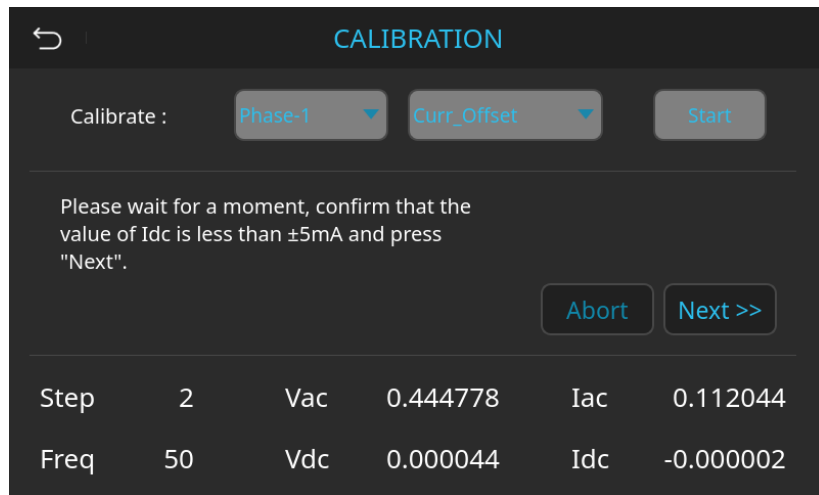 CALIBRATION
Calibrate : Phase-1 Curr_Offset Start
Please wait for a moment, confirm that the
value of Idc is less than ±5mA and press
"Next".
Abort Next >>
Step 2 Vac 0.444778 Iac 0.112044
Freq 50 Vdc 0.000044 Idc -0.000002